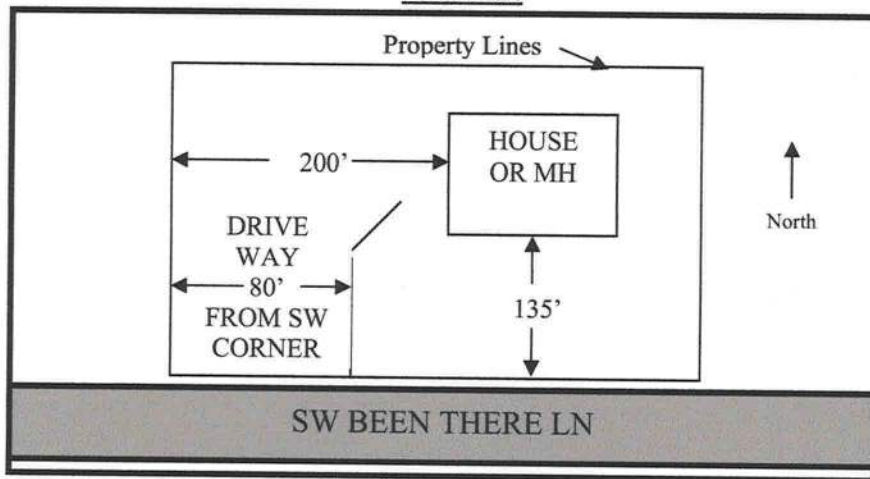 Property Lines
HOUSE
OR MH
200’
North
DRIVE
WAY
80’
FROM SW
CORNER
135’
SW BEEN THERE LN